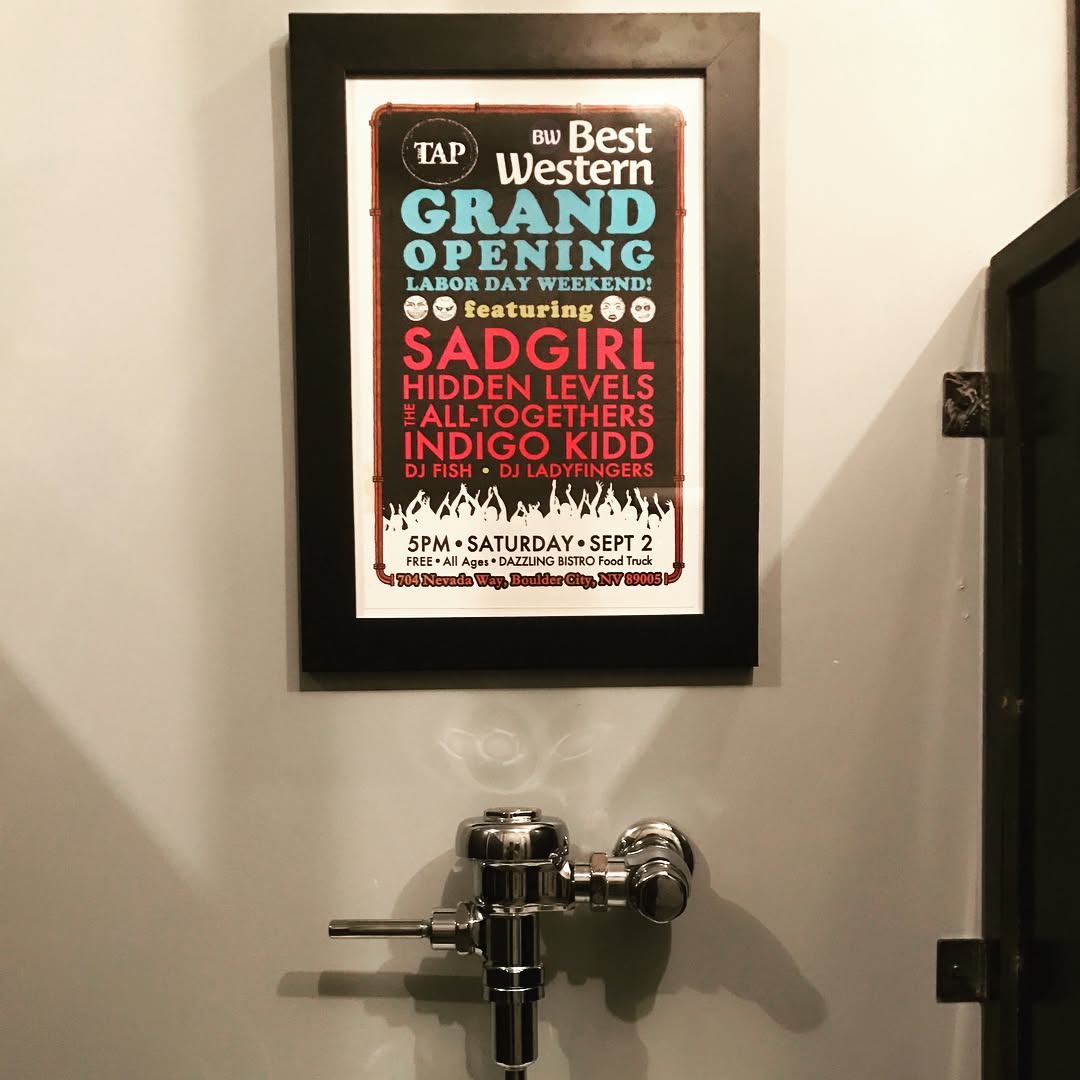 TAP
BW Best
Western
GRAND
OPENING
LABOR DAY WEEKEND!
featuring
SADGIRL
HIDDEN LEVELS
THE ALL-TOGETHERS
INDIGO KIDD
DJ FISH • DJ LADYFINGERS
5PM • SATURDAY • SEPT 2
FREE • All Ages • DAZZLING BISTRO Food Truck
704 Nevada Way, Boulder City, NV 89005